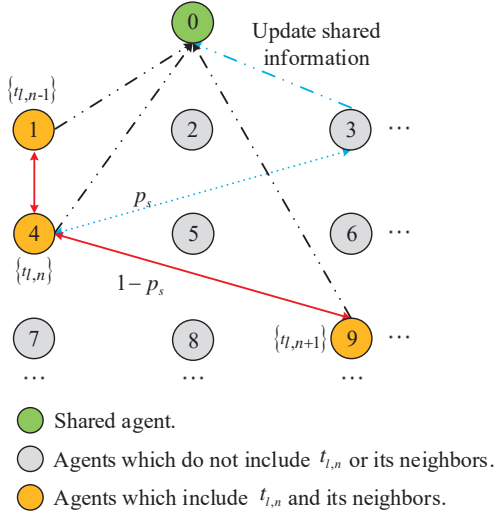 0
Update shared
information
{t_{l,n-1}}
1
2
3
...
p_s
4
5
6
...
{t_{l,n}}
1-p_s
7
8
{t_{l,n+1}}
9
...
...
...
...
Shared agent.
Agents which do not include t_{l,n} or its neighbors.
Agents which include t_{l,n} and its neighbors.